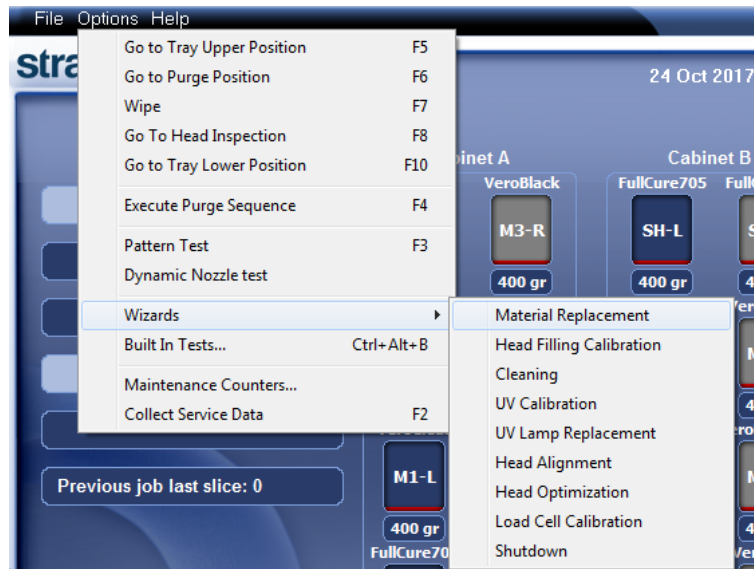 File Options Help
stra
24 Oct 2017
Go to Tray Upper Position F5
Go to Purge Position F6
Wipe F7
Go To Head Inspection F8
Go to Tray Lower Position F10
Execute Purge Sequence F4
Pattern Test F3
Dynamic Nozzle test
Wizards
Built In Tests... Ctrl+Alt+B
Maintenance Counters...
Collect Service Data F2
Material Replacement
Head Filling Calibration
Cleaning
UV Calibration
UV Lamp Replacement
Head Alignment
Head Optimization
Load Cell Calibration
Shutdown
inet A
VeroBlack
M3-R
400 gr
Cabinet B
FullCure705
SH-L
400 gr
Previous job last slice: 0
M1-L
400 gr
FullCure70